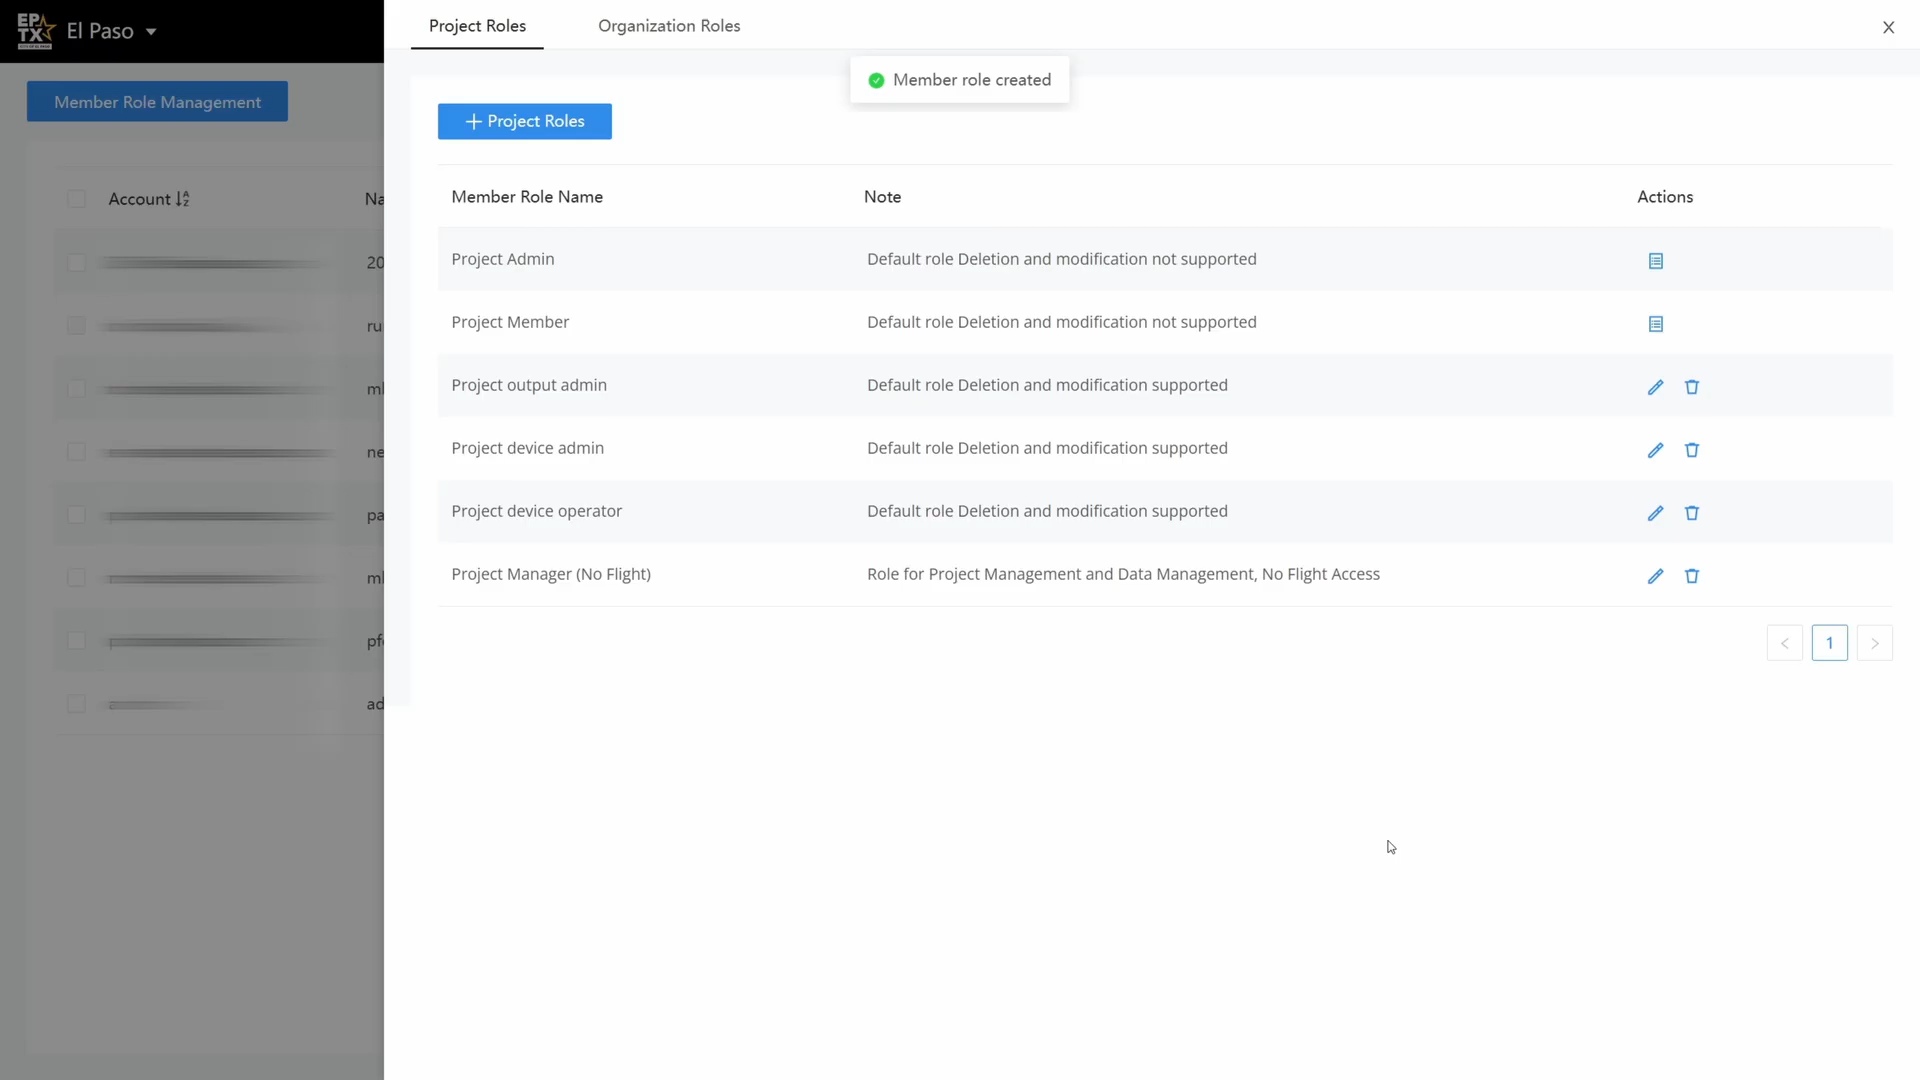 EP
TX
El Paso
Project Roles
Organization Roles
Member role created
Member Role Management
Project Roles
Account
Member Role Name
Note
Actions
Project Admin
Default role Deletion and modification not supported
Project Member
Default role Deletion and modification not supported
Project output admin
Default role Deletion and modification supported
Project device admin
Default role Deletion and modification supported
Project device operator
Default role Deletion and modification supported
Project Manager (No Flight)
Role for Project Management and Data Management, No Flight Access
1